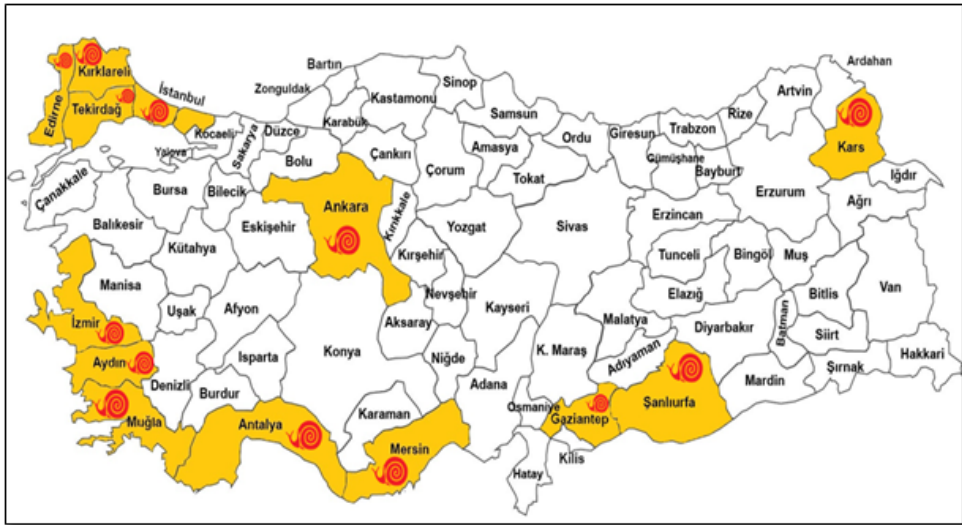 Ardahan
Bartın
Sinop
Artvin
Kırklareli
Zonguldak
Kastamonu
Samsun
Rize
İstanbul
Tekirdağ
Edirne
Kocaeli
Sakarya
Düzce
Karabük
Ordu
Giresun
Trabzon
Kars
Yalova
Bolu
Çankırı
Amasya
Gümüşhane
Bayburt
Çanakkale
Bursa
Bilecik
Çorum
Tokat
Iğdır
Ankara
Kırıkkale
Erzurum
Ağrı
Balıkesir
Eskişehir
Yozgat
Sivas
Erzincan
Kütahya
Kırşehir
Tunceli
Bingöl
Muş
Manisa
Nevşehir
Van
Uşak
Afyon
Kayseri
Elazığ
Bitlis
İzmir
Aksaray
Malatya
Diyarbakır
Batman
Siirt
Aydın
Isparta
Konya
Niğde
K. Maraş
Adıyaman
Hakkari
Denizli
Burdur
Adana
Mardin
Şırnak
Muğla
Antalya
Karaman
Osmaniye
Gaziantep
Şanlıurfa
Mersin
Kilis
Hatay